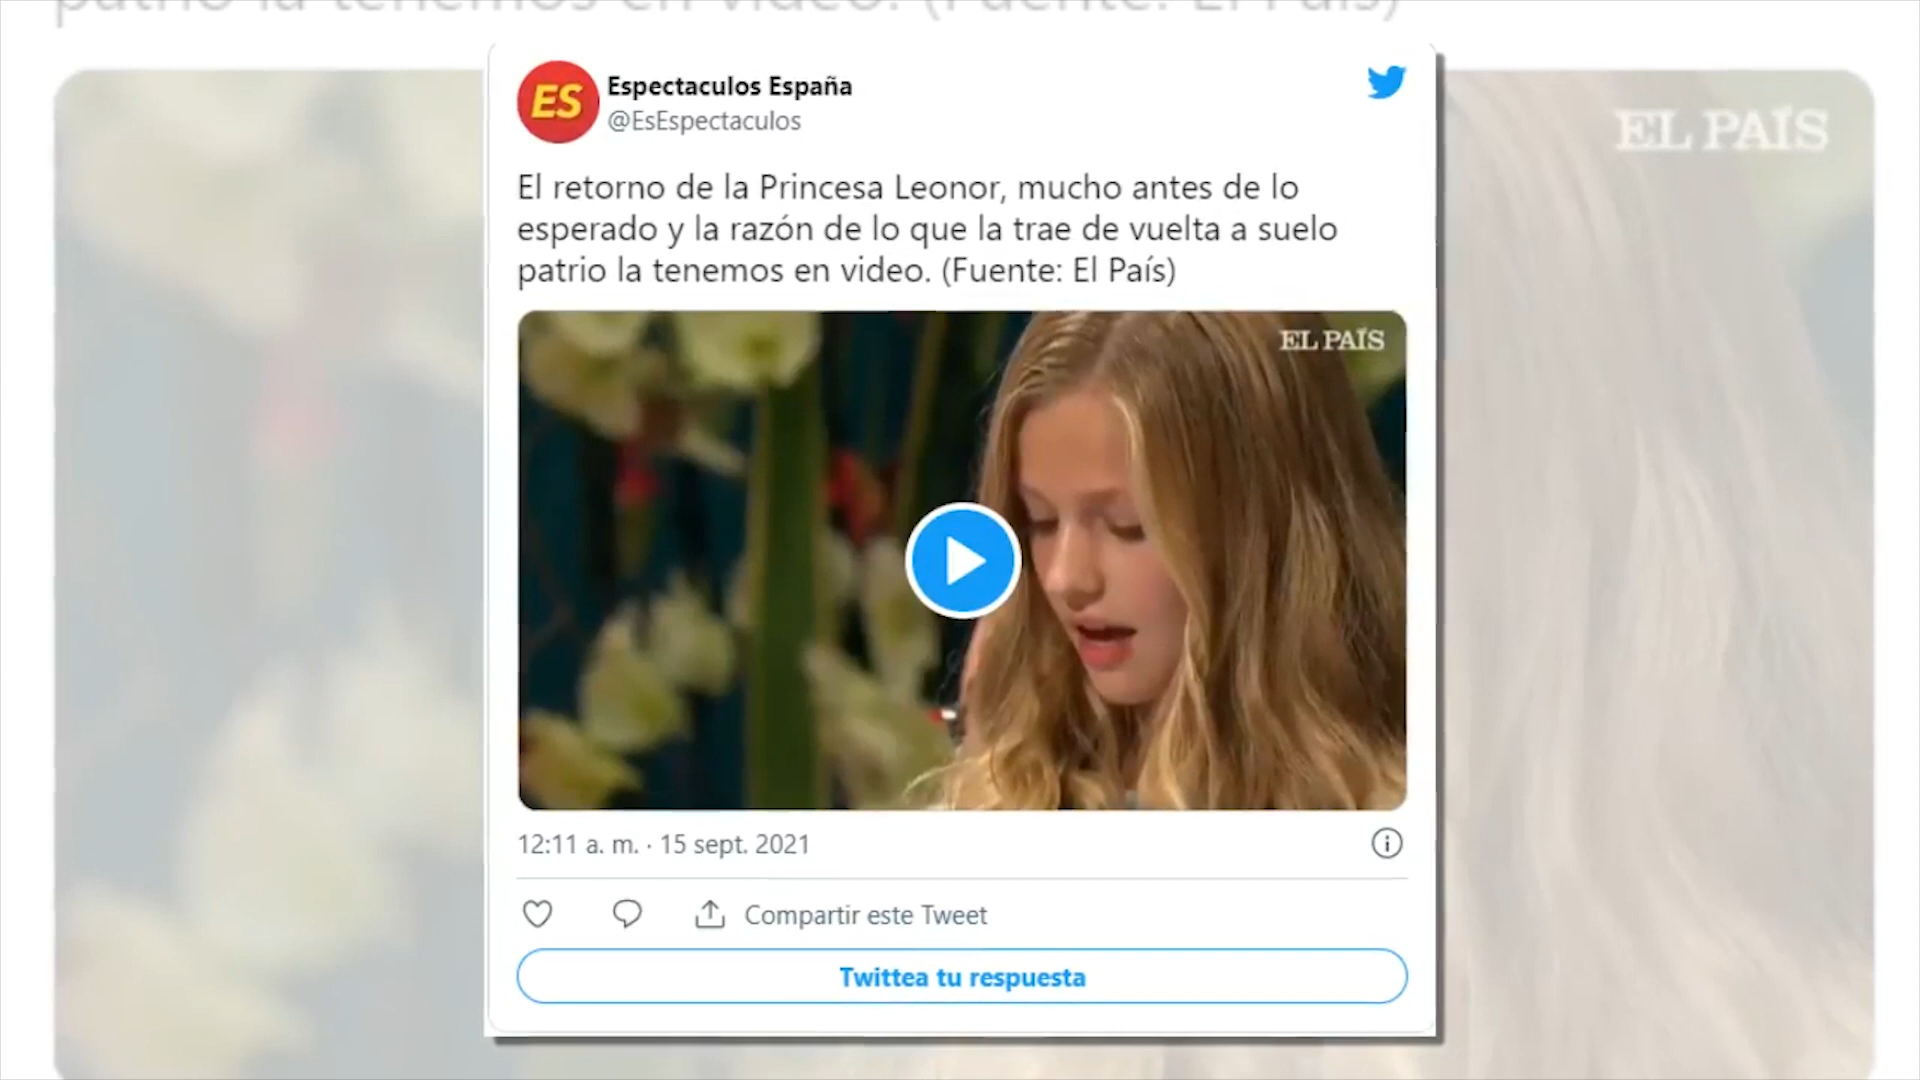 patrio la tenemos en video. (Fuente: El País)
EL PAÍS
ES
Espectaculos España
@EsEspectaculos
El retorno de la Princesa Leonor, mucho antes de lo
esperado y la razón de lo que la trae de vuelta a suelo
patrio la tenemos en video. (Fuente: El País)
EL PAÍS
12:11 a. m. · 15 sept. 2021
Compartir este Tweet
Twittea tu respuesta